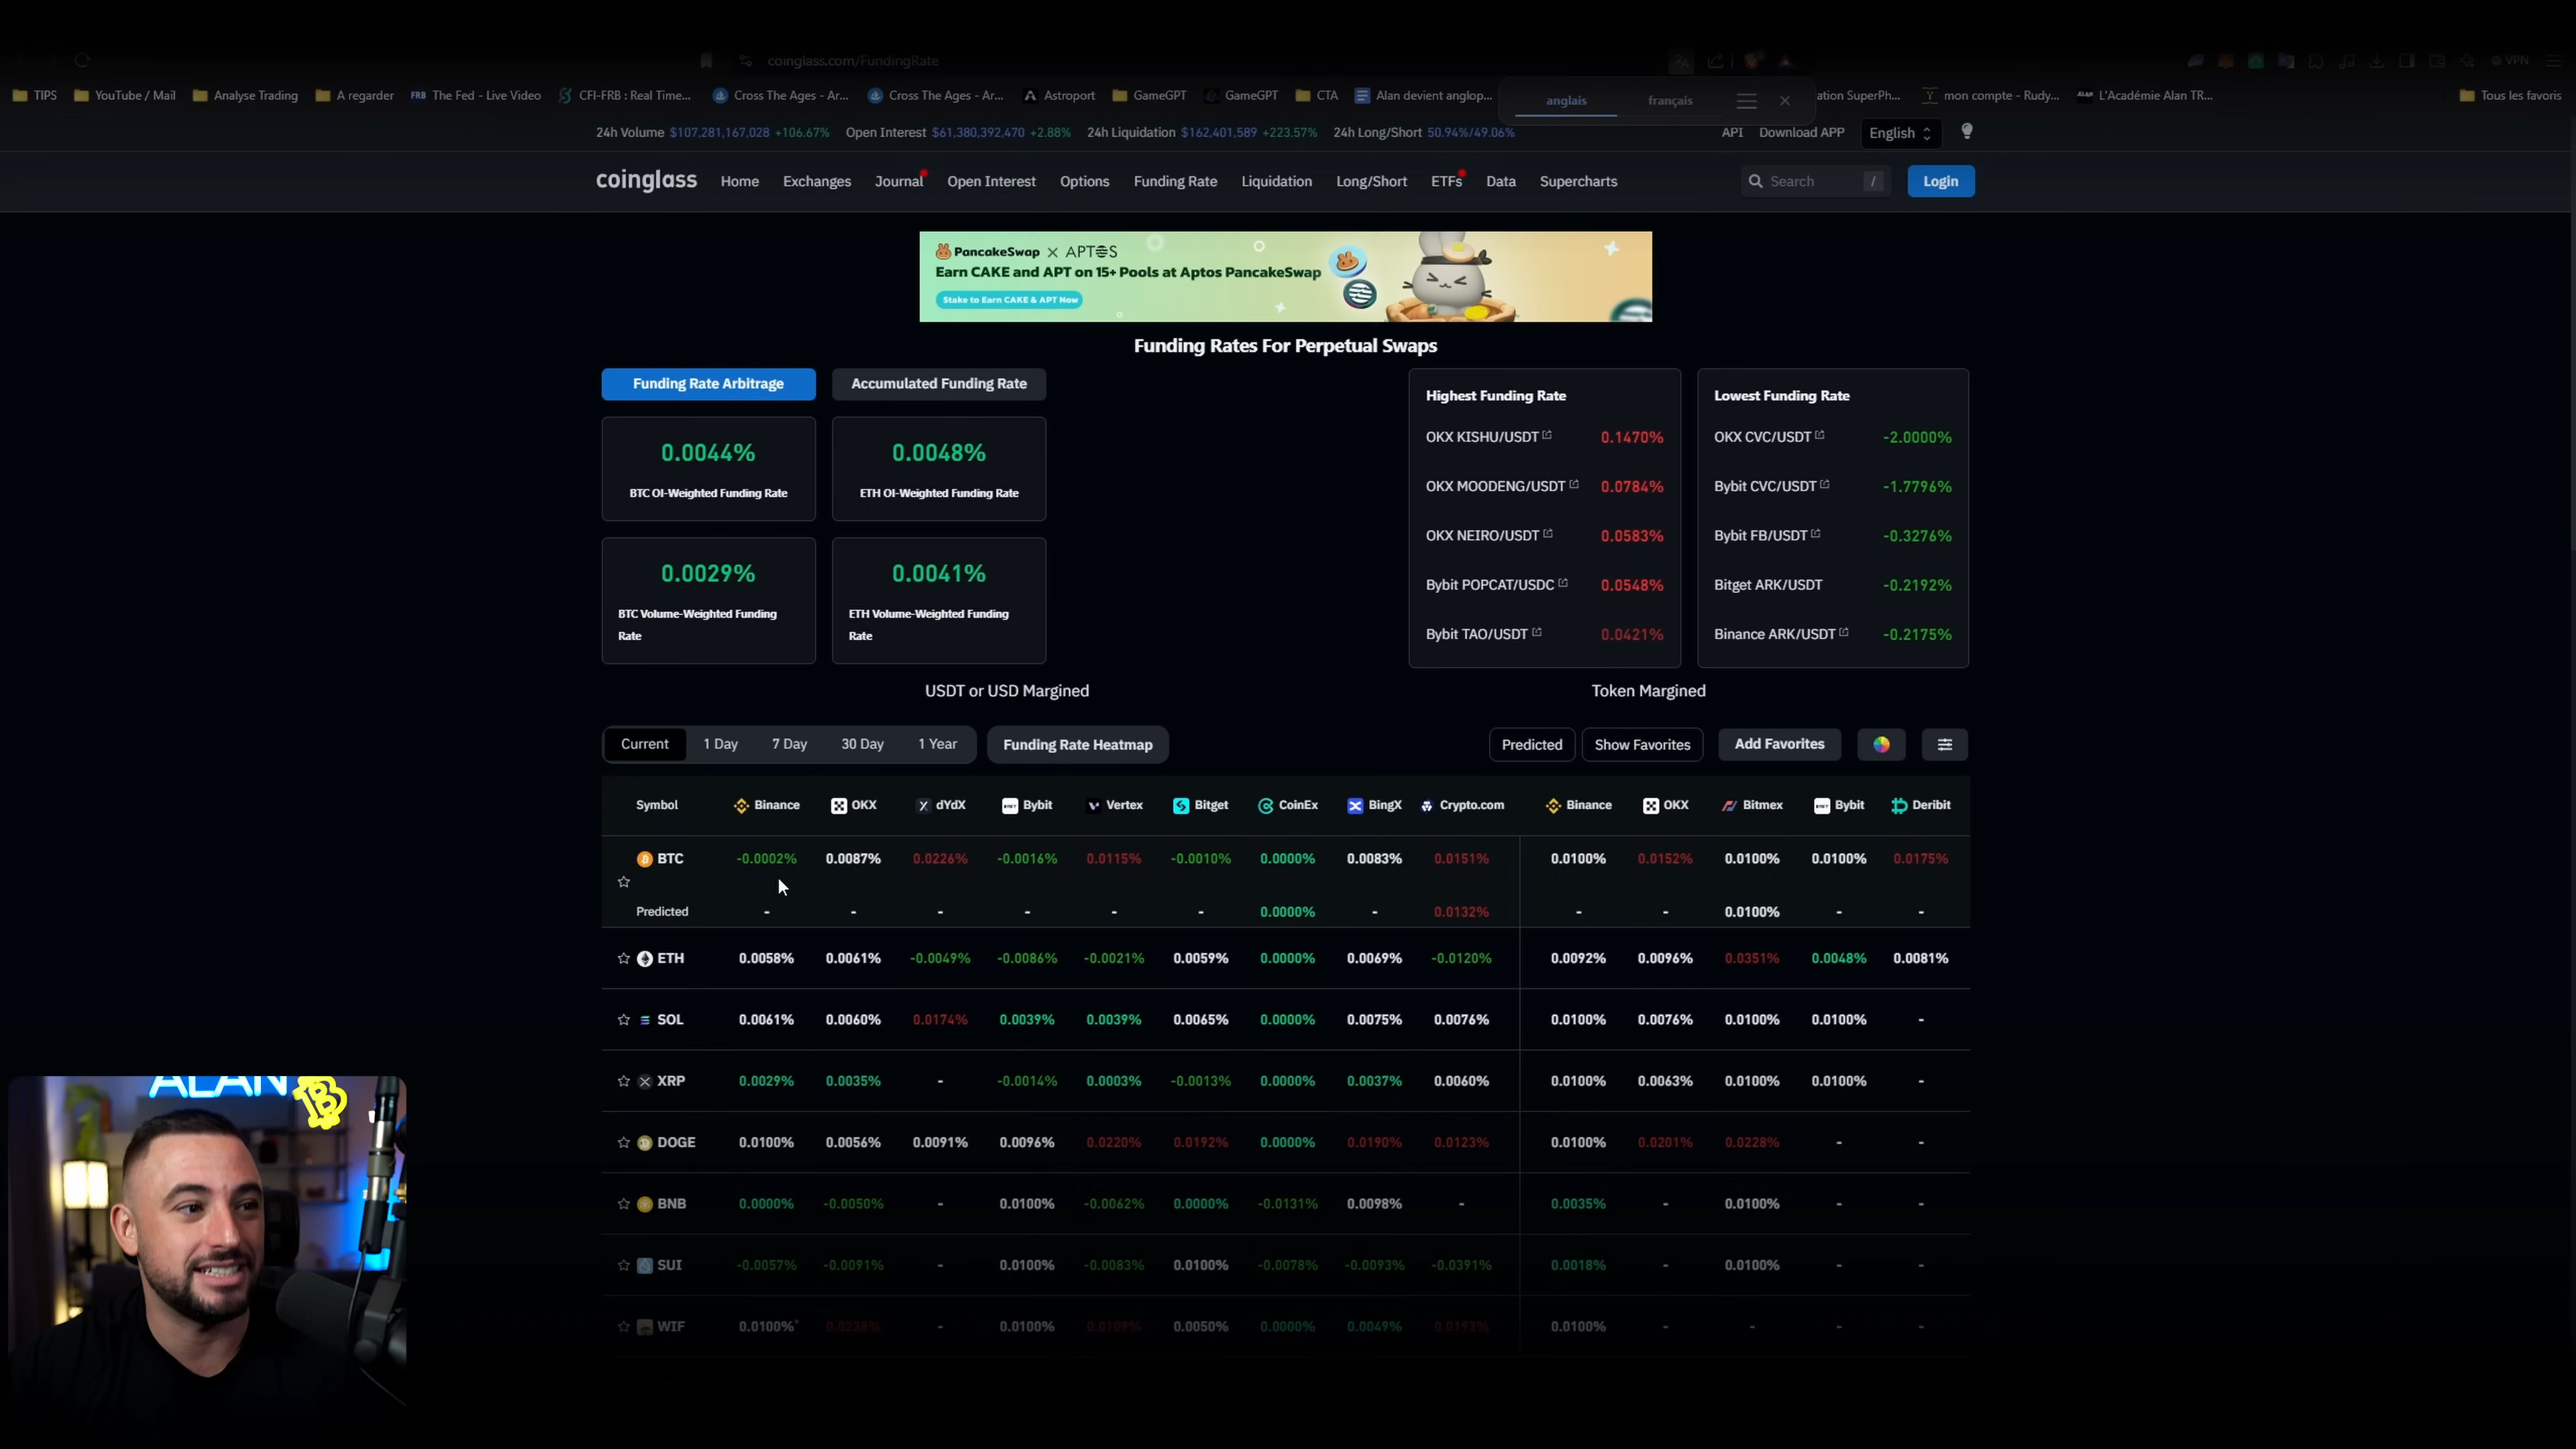 coinglass.com/FundingRate
VPN
TIPS YouTube / Mail Analyse Trading A regarder FRB The Fed - Live Video CFI-FRB : Real Time... Cross The Ages - Ar... Cross The Ages - Ar... Astroport GameGPT GameGPT CTA Alan devient anglop... anglais français ation SuperPh... mon compte - Rudy... L'Académie Alan TR... Tous les favoris
24h Volume $107,281,167,028 +106.67% Open Interest $61,380,392,470 +2.88% 24h Liquidation $162,401,589 +223.57% 24h Long/Short 50.94%/49.06% API Download APP English
coinglass Home Exchanges Journal Open Interest Options Funding Rate Liquidation Long/Short ETFs Data Supercharts Search / Login
PancakeSwap X APTOS
Earn CAKE and APT on 15+ Pools at Aptos PancakeSwap
Stake to Earn CAKE & APT Now
Funding Rates For Perpetual Swaps
Funding Rate Arbitrage Accumulated Funding Rate
0.0044%
BTC OI-Weighted Funding Rate
0.0048%
ETH OI-Weighted Funding Rate
0.0029%
BTC Volume-Weighted Funding
Rate
0.0041%
ETH Volume-Weighted Funding
Rate
Highest Funding Rate
OKX KISHU/USDT 0.1470%
OKX MOODENG/USDT 0.0784%
OKX NEIRO/USDT 0.0583%
Bybit POPCAT/USDC 0.0548%
Bybit TAO/USDT 0.0421%
Lowest Funding Rate
OKX CVC/USDT -2.0000%
Bybit CVC/USDT -1.7796%
Bybit FB/USDT -0.3276%
Bitget ARK/USDT -0.2192%
Binance ARK/USDT -0.2175%
USDT or USD Margined Token Margined
Current 1 Day 7 Day 30 Day 1 Year Funding Rate Heatmap Predicted Show Favorites Add Favorites
Symbol Binance OKX dYdX Bybit Vertex Bitget CoinEx BingX Crypto.com Binance OKX Bitmex Bybit Deribit
BTC -0.0002% 0.0087% 0.0226% -0.0016% 0.0115% -0.0010% 0.0000% 0.0083% 0.0151% 0.0100% 0.0152% 0.0100% 0.0100% 0.0175%
Predicted - - - - - - 0.0000% - 0.0132% - - 0.0100% - -
ETH 0.0058% 0.0061% -0.0049% -0.0086% -0.0021% 0.0059% 0.0000% 0.0069% -0.0120% 0.0092% 0.0096% 0.0351% 0.0048% 0.0081%
SOL 0.0061% 0.0060% 0.0174% 0.0039% 0.0039% 0.0065% 0.0000% 0.0075% 0.0076% 0.0100% 0.0076% 0.0100% 0.0100% -
XRP 0.0029% 0.0035% - -0.0014% 0.0003% -0.0013% 0.0000% 0.0037% 0.0060% 0.0100% 0.0063% 0.0100% 0.0100% -
DOGE 0.0100% 0.0056% 0.0091% 0.0096% 0.0220% 0.0192% 0.0000% 0.0190% 0.0123% 0.0100% 0.0201% 0.0228% - -
BNB 0.0000% -0.0050% - 0.0100% -0.0062% 0.0000% -0.0131% 0.0098% - 0.0035% - 0.0100% - -
SUI -0.0057% -0.0091% - 0.0100% -0.0083% 0.0100% -0.0078% -0.0093% -0.0391% 0.0018% - 0.0100% - -
WIF 0.0100%* 0.0238% - 0.0100% 0.0109% 0.0050% 0.0000% 0.0049% 0.0193% 0.0100% - - - -
ALAN